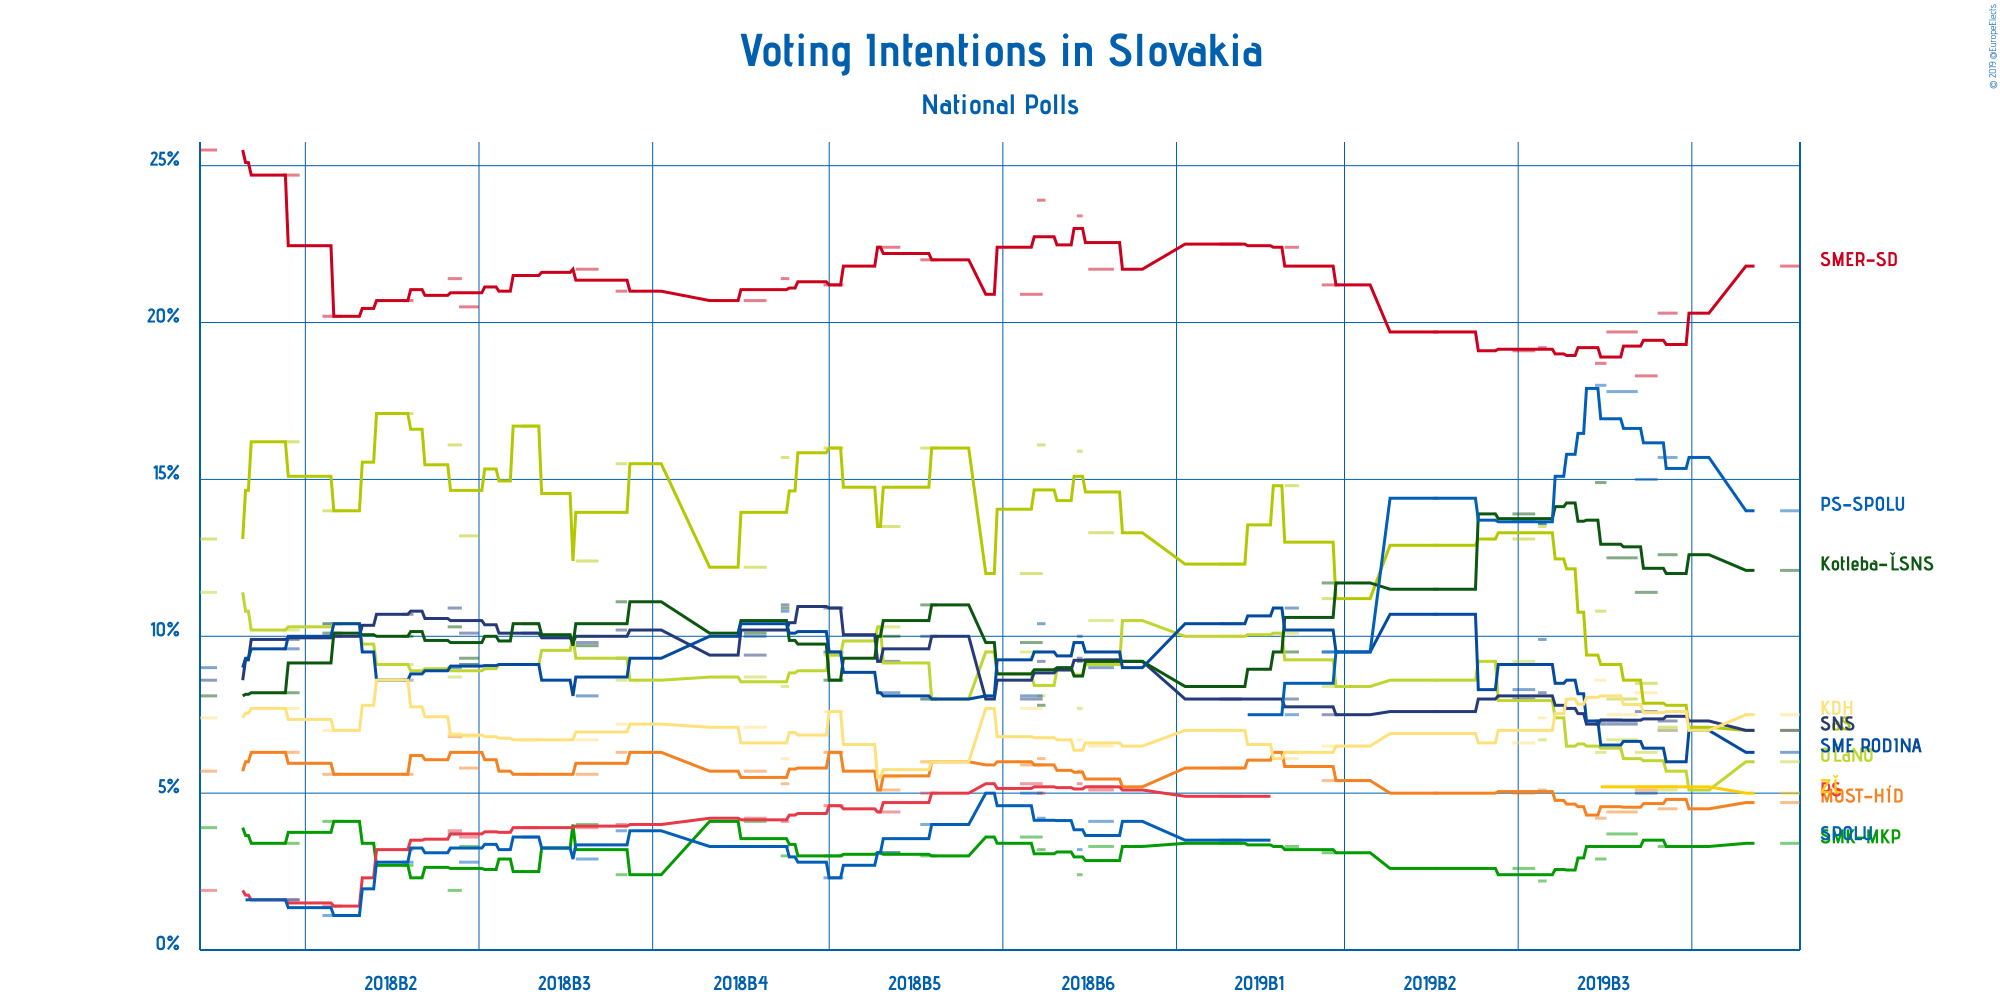 © 2019 @EuropeElects
Voting Intentions in Slovakia
National Polls
25%
20%
15%
10%
5%
0%
SMER-SD
PS-SPOLU
Kotleba-ĽSNS
KDH
SNS
SME RODINA
OĽaNO
ZĽ
PS
MOST-HÍD
SPOLU
SMK-MKP
2018B2
2018B3
2018B4
2018B5
2018B6
2019B1
2019B2
2019B3